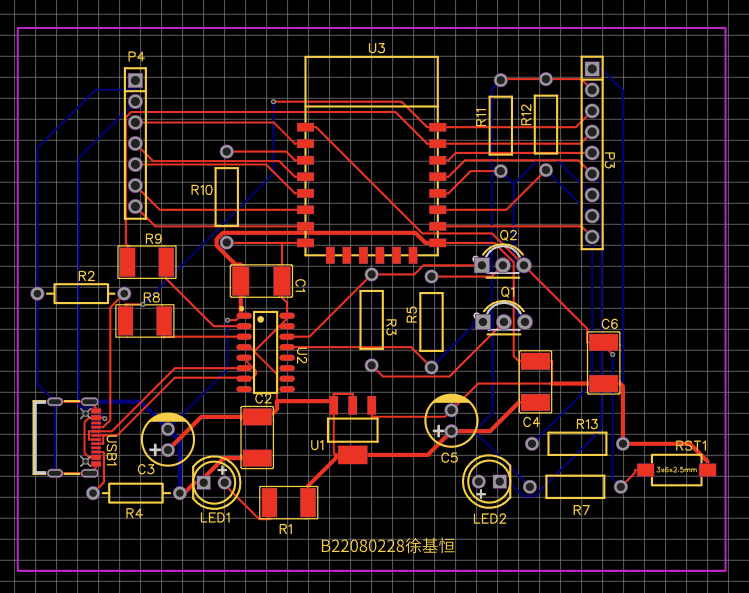 U3
P4
R11
R12
P3
R10
Q2
R9
R2
R8
C1
Q1
R3
R5
C6
U2
C2
C4
U1
R13
USB1
C3
C5
RST1
3x6x2.5mm
R4
LED1
R1
LED2
R7
B22080228徐基恒